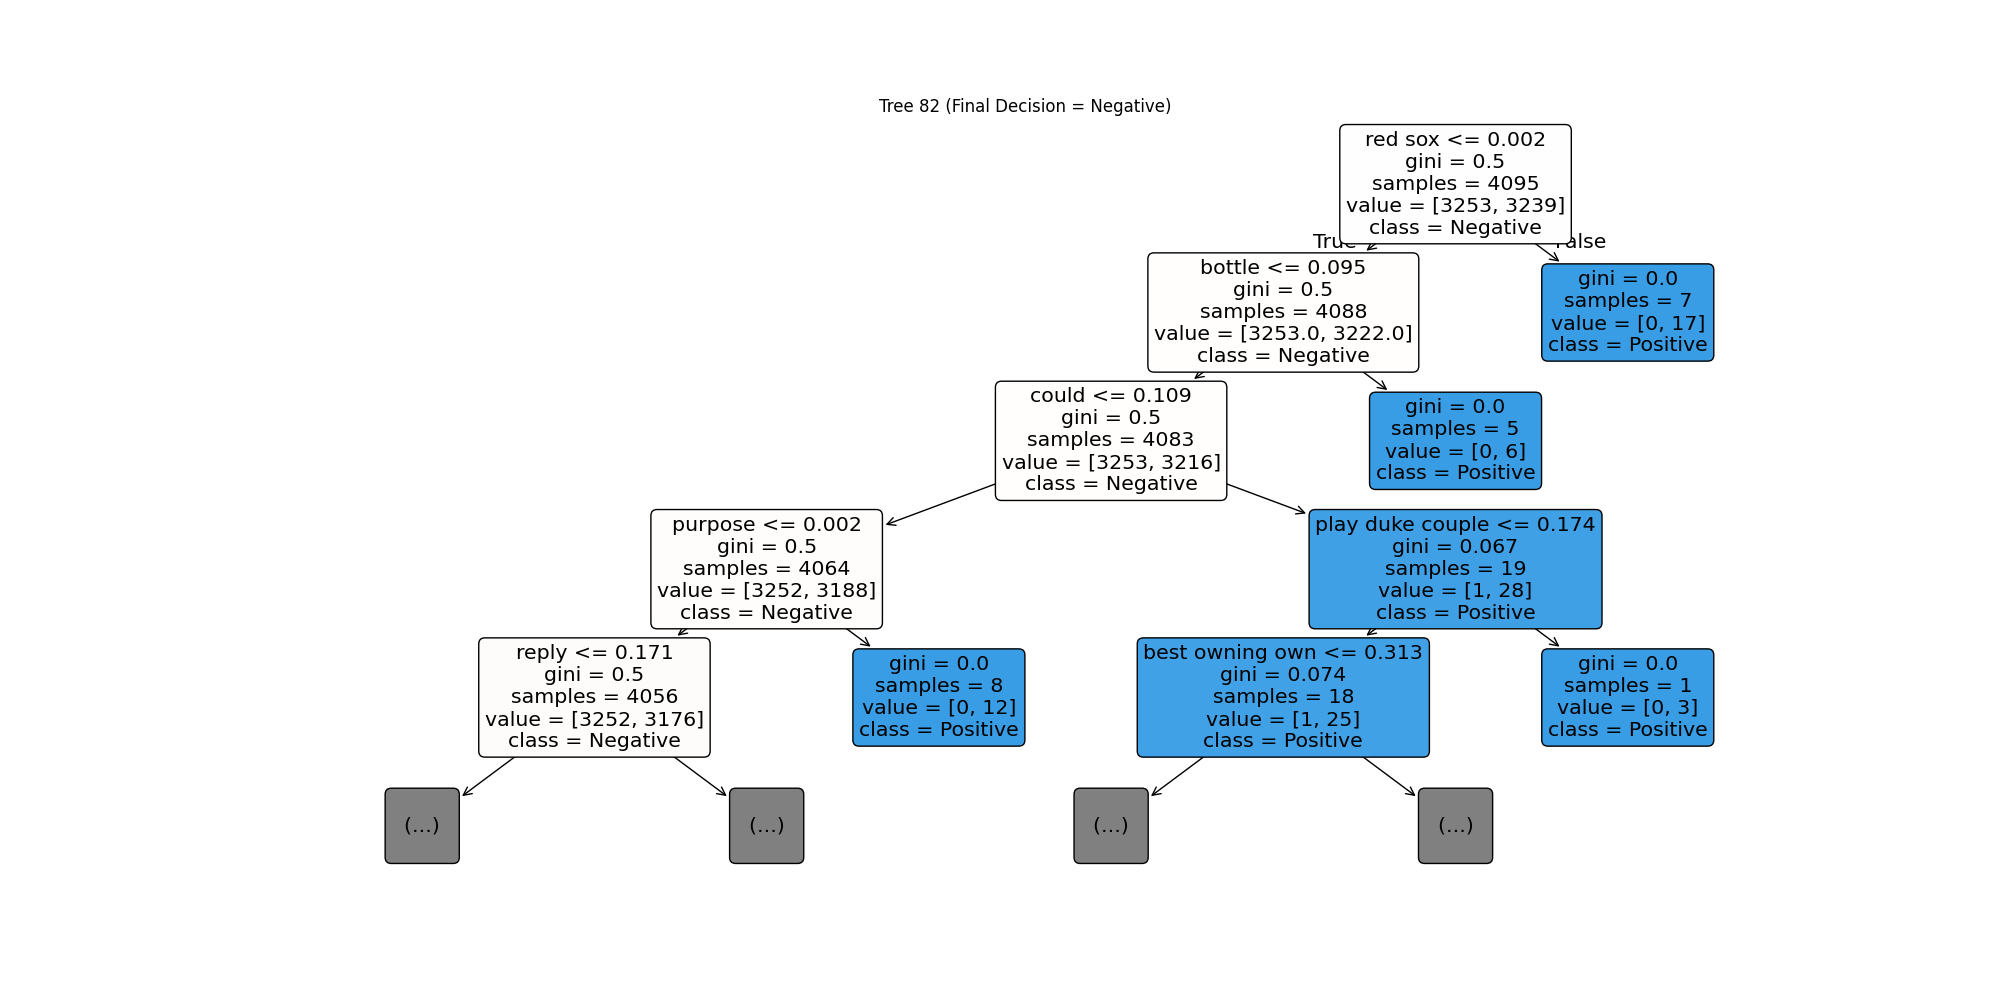 Tree 82 (Final Decision = Negative)
red sox <= 0.002
gini = 0.5
samples = 4095
value = [3253, 3239]
class = Negative
True
False
bottle <= 0.095
gini = 0.5
samples = 4088
value = [3253.0, 3222.0]
class = Negative
gini = 0.0
samples = 7
value = [0, 17]
class = Positive
could <= 0.109
gini = 0.5
samples = 4083
value = [3253, 3216]
class = Negative
gini = 0.0
samples = 5
value = [0, 6]
class = Positive
purpose <= 0.002
gini = 0.5
samples = 4064
value = [3252, 3188]
class = Negative
play duke couple <= 0.174
gini = 0.067
samples = 19
value = [1, 28]
class = Positive
reply <= 0.171
gini = 0.5
samples = 4056
value = [3252, 3176]
class = Negative
gini = 0.0
samples = 8
value = [0, 12]
class = Positive
best owning own <= 0.313
gini = 0.074
samples = 18
value = [1, 25]
class = Positive
gini = 0.0
samples = 1
value = [0, 3]
class = Positive
(...)
(...)
(...)
(...)